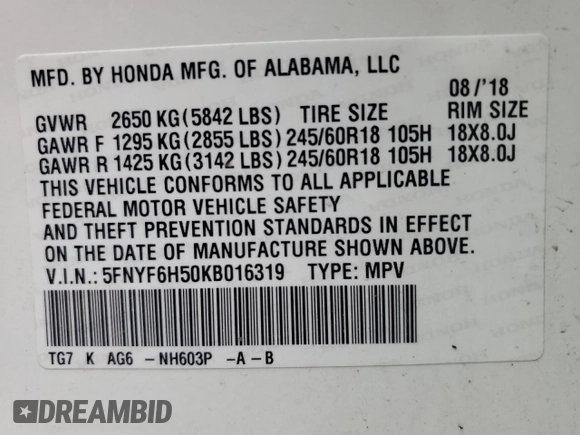 MFD. BY HONDA MFG. OF ALABAMA, LLC
08/'18
GVWR 2650 KG(5842 LBS) TIRE SIZE RIM SIZE
GAWR F 1295 KG(2855 LBS) 245/60R18 105H 18X8.0J
GAWR R 1425 KG(3142 LBS) 245/60R18 105H 18X8.0J
THIS VEHICLE CONFORMS TO ALL APPLICABLE
FEDERAL MOTOR VEHICLE SAFETY
AND THEFT PREVENTION STANDARDS IN EFFECT
ON THE DATE OF MANUFACTURE SHOWN ABOVE.
V.I.N.: 5FNYF6H50KB016319 TYPE: MPV
TG7 K AG6 -NH603P -A-B
DREAMBID